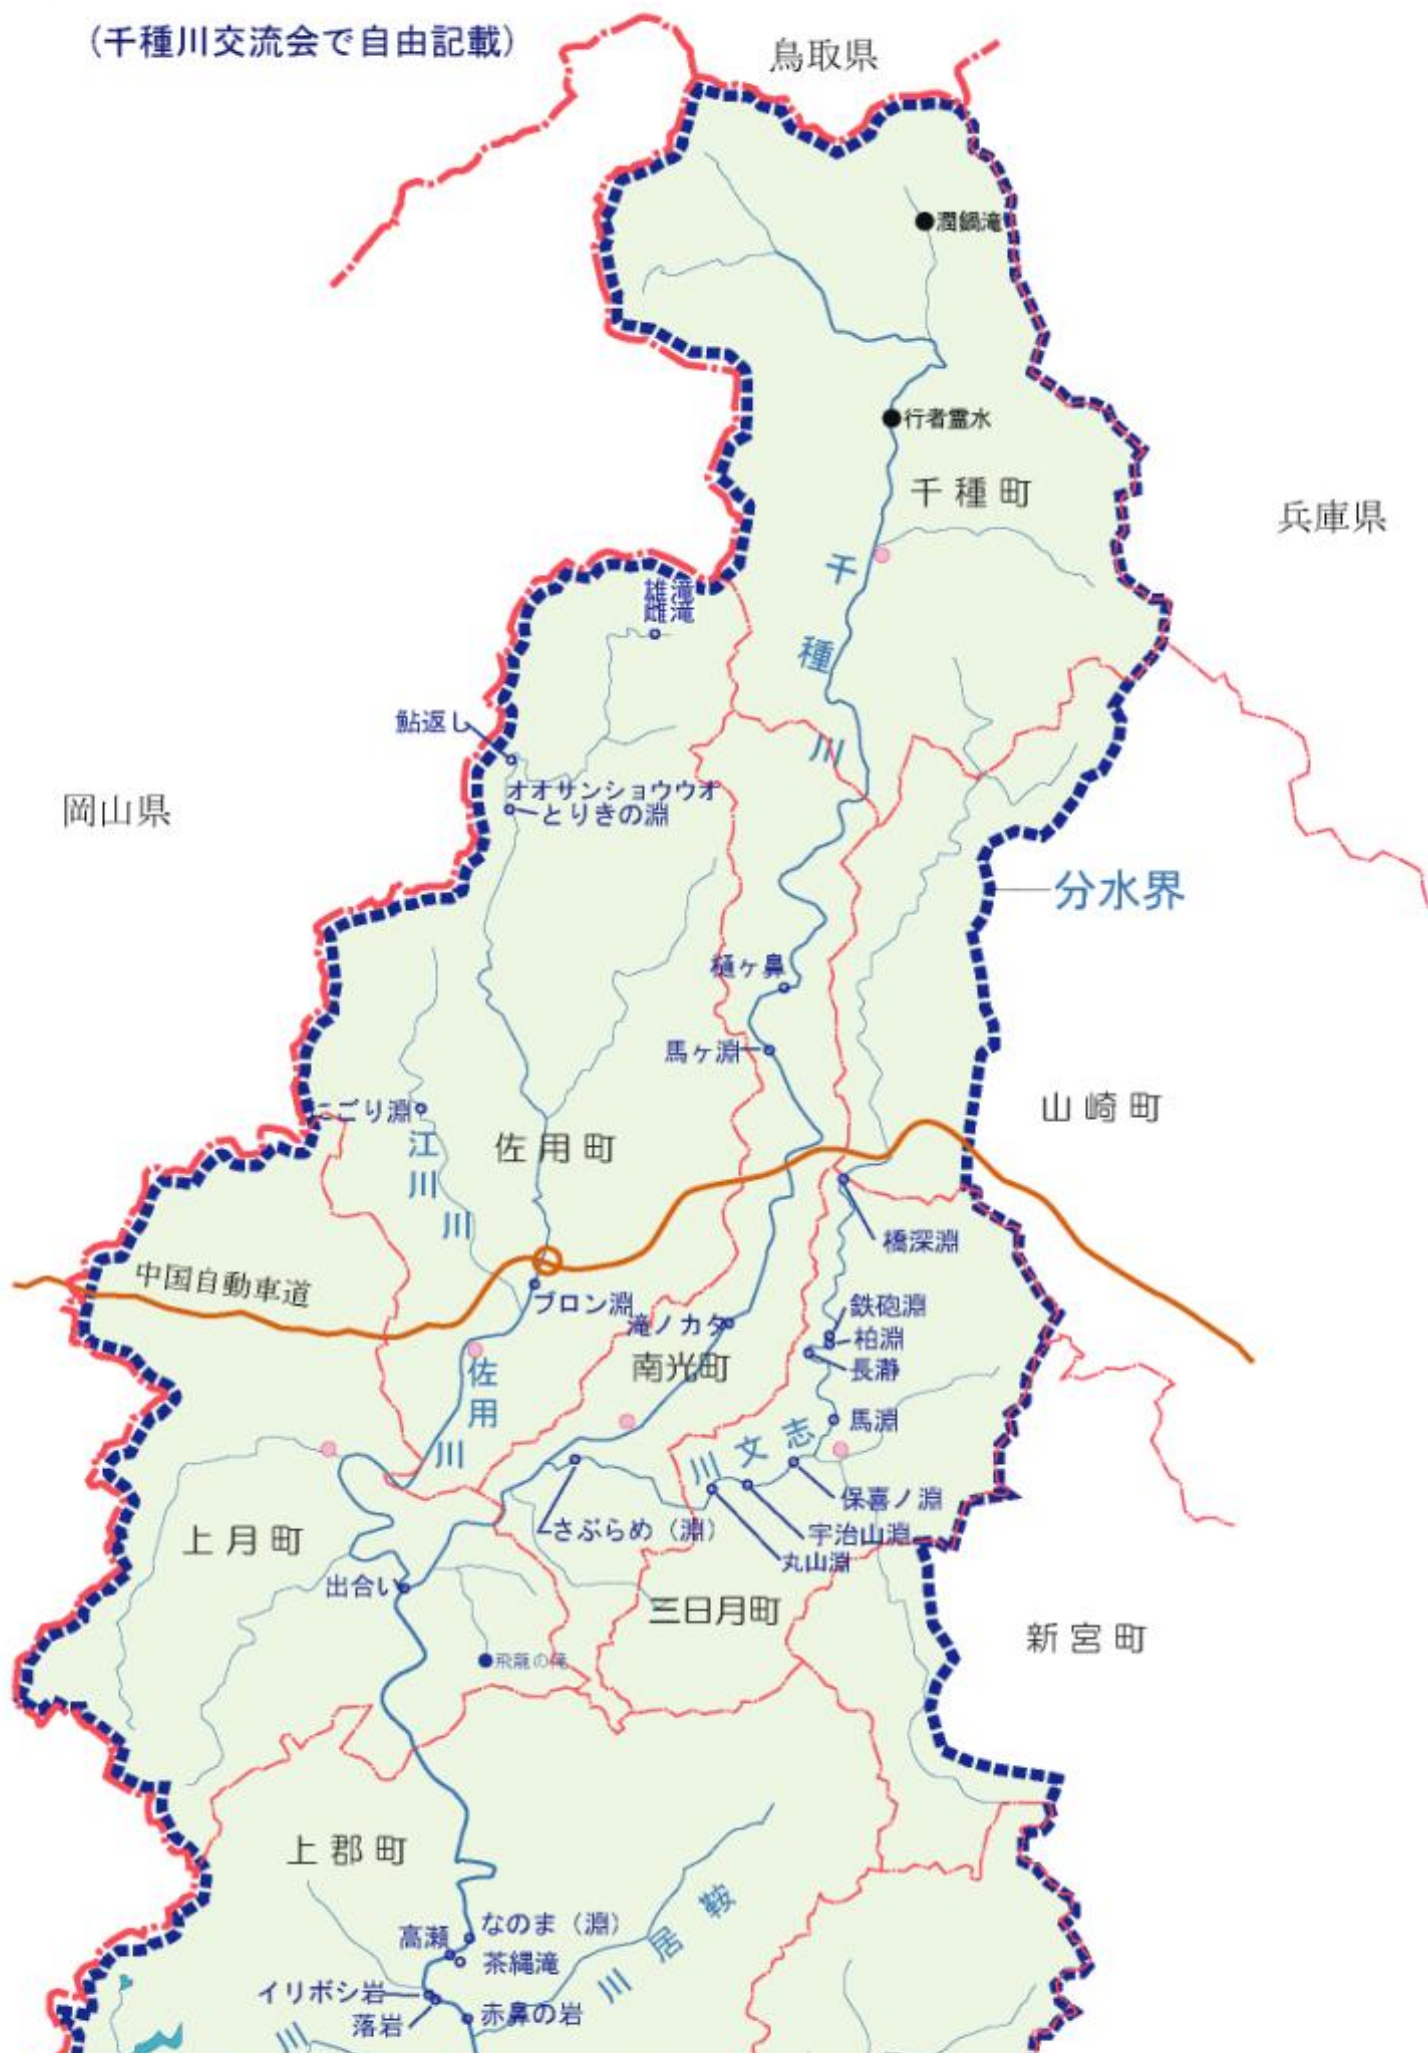 (千種川交流会で自由記載)
鳥取県
潤鍋滝
行者霊水
千種町
兵庫県
千種川
雄滝
雌滝
鮎返し
オオサンショウウオ
とりきの淵
岡山県
分水界
樋ヶ鼻
馬ヶ淵
にごり淵
江川川
佐用町
山崎町
橋深淵
中国自動車道
ブロン淵
滝ノカタ
鉄砲淵
柏淵
長瀞
南光町
佐用川
馬淵
志文川
保喜ノ淵
さぶらめ(淵)
宇治山淵
丸山淵
上月町
出合い
三日月町
新宮町
飛龍の滝
上郡町
鞍居川
なのま(淵)
高瀬
茶縄滝
イリボシ岩
赤鼻の岩
落岩
川